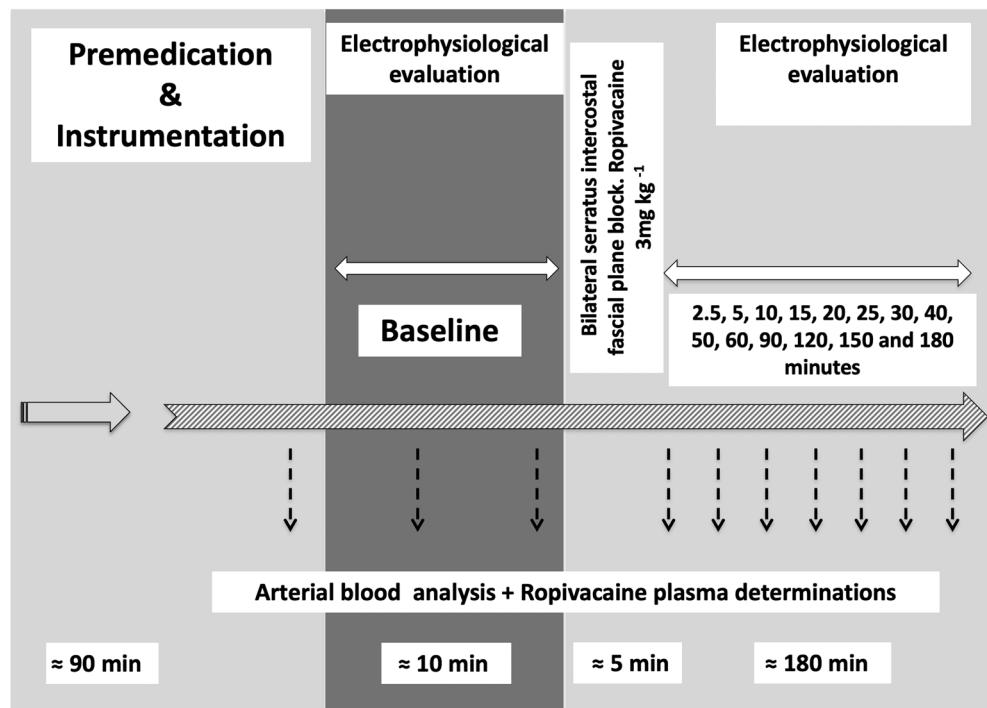 Premedication
&
Instrumentation
Electrophysiological
evaluation
Baseline
Bilateral serratus intercostal
fascial plane block. Ropivacaine
3mg kg -1
Electrophysiological
evaluation
2.5, 5, 10, 15, 20, 25, 30, 40,
50, 60, 90, 120, 150 and 180
minutes
Arterial blood analysis + Ropivacaine plasma determinations
≈ 90 min
≈ 10 min
≈ 5 min
≈ 180 min